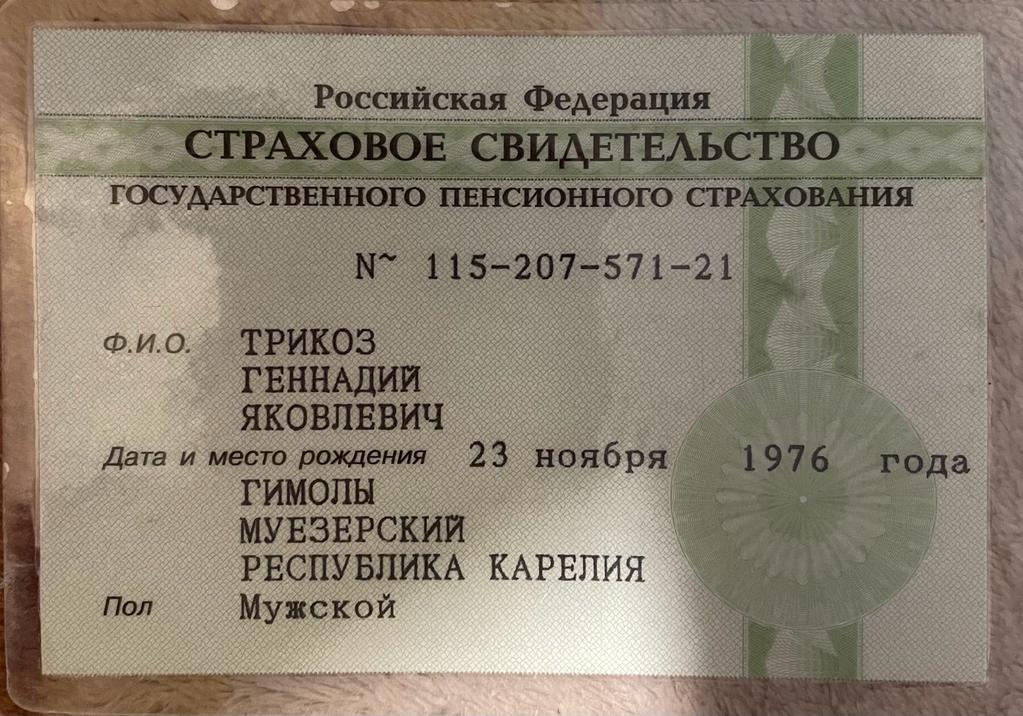 Российская Федерация
СТРАХОВОЕ СВИДЕТЕЛЬСТВО
ГОСУДАРСТВЕННОГО ПЕНСИОННОГО СТРАХОВАНИЯ
N~ 115-207-571-21
Ф.И.О. ТРИКОЗ
ГЕННАДИЙ
ЯКОВЛЕВИЧ
Дата и место рождения 23 ноября 1976 года
ГИМОЛЫ
МУЕЗЕРСКИЙ
РЕСПУБЛИКА КАРЕЛИЯ
Пол Мужской